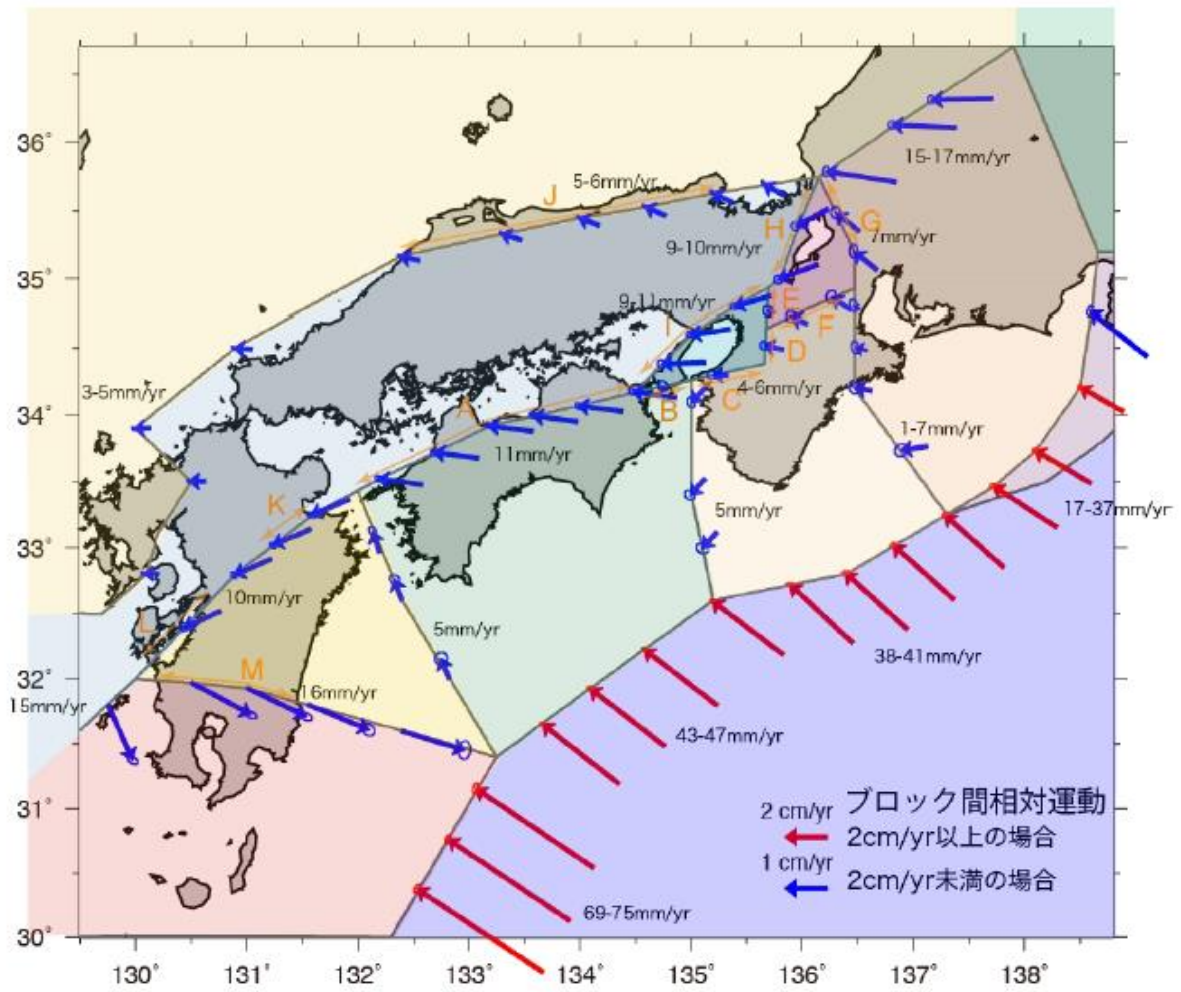 36°
35°
34°
33°
32°
31°
30°
130°
131°
132°
133°
134°
135°
136°
137°
138°
15-17mm/yr
5-6mm/yr
J
H
G
7mm/yr
9-10mm/yr
9-11mm/yr
E
I
F
D
3-5mm/yr
A
B
C
4-6mm/yr
1-7mm/yr
11mm/yr
K
5mm/yr
17-37mm/yr
10mm/yr
L
5mm/yr
38-41mm/yr
M
16mm/yr
15mm/yr
43-47mm/yr
2 cm/yr ブロック間相対運動
2cm/yr以上の場合
1 cm/yr
2cm/yr未満の場合
69-75mm/yr